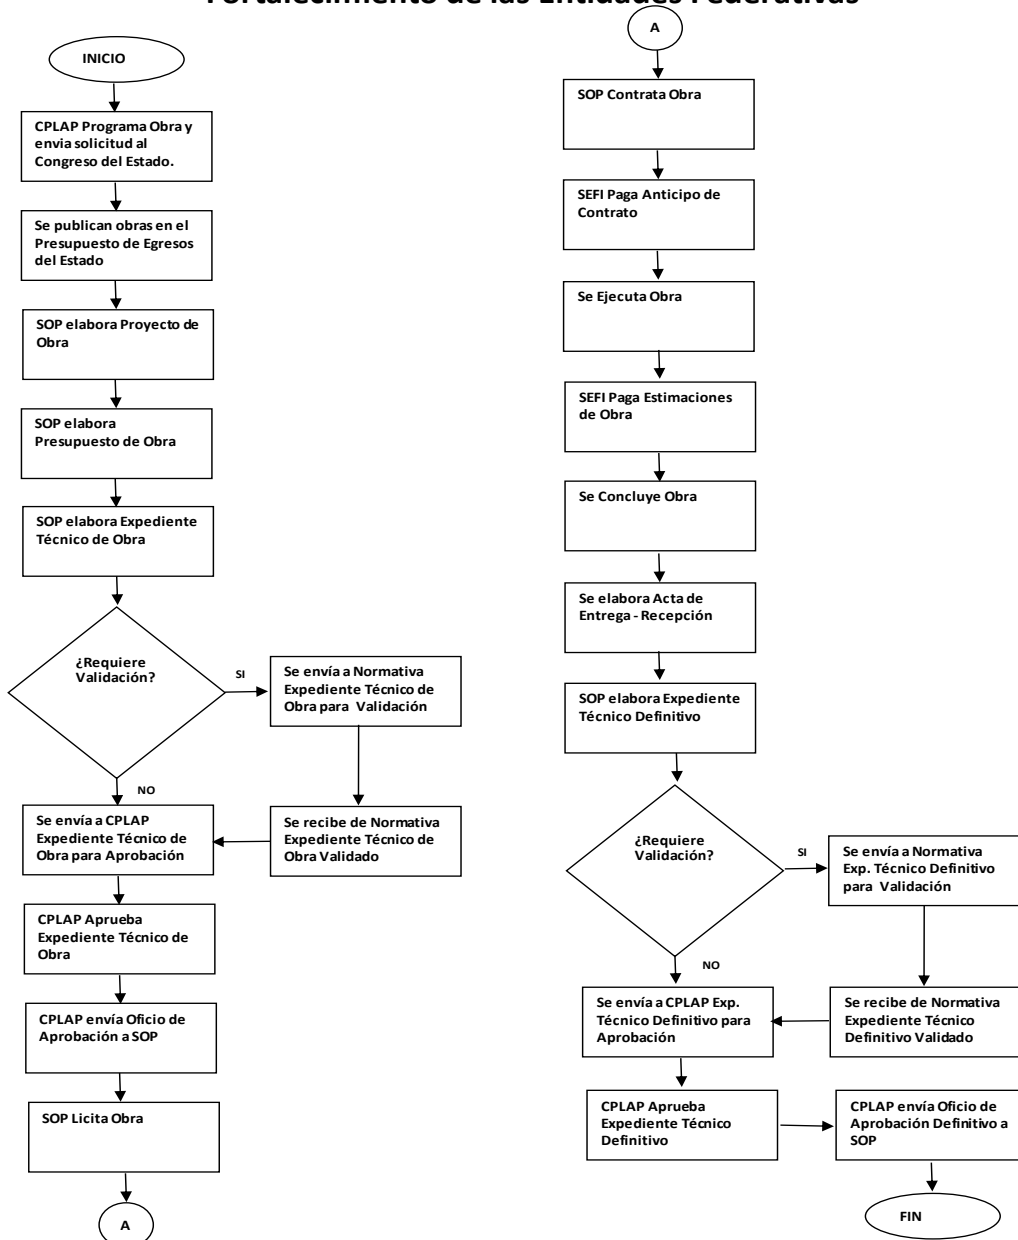 Fortalecimiento de las Entidades Federativas
INICIO
CPLAP Programa Obra y
envia solicitud al
Congreso del Estado.
Se publican obras en el
Presupuesto de Egresos
del Estado
SOP elabora Proyecto de
Obra
SOP elabora
Presupuesto de Obra
SOP elabora Expediente
Técnico de Obra
¿Requiere
Validación?
SI
Se envía a Normativa
Expediente Técnico de
Obra para Validación
NO
Se envía a CPLAP
Expediente Técnico de
Obra para Aprobación
Se recibe de Normativa
Expediente Técnico de
Obra Validado
CPLAP Aprueba
Expediente Técnico de
Obra
CPLAP envía Oficio de
Aprobación a SOP
SOP Licita Obra
A
A
SOP Contrata Obra
SEFI Paga Anticipo de
Contrato
Se Ejecuta Obra
SEFI Paga Estimaciones
de Obra
Se Concluye Obra
Se elabora Acta de
Entrega - Recepción
SOP elabora Expediente
Técnico Definitivo
¿Requiere
Validación?
SI
Se envía a Normativa
Exp. Técnico Definitivo
para Validación
NO
Se envía a CPLAP Exp.
Técnico Definitivo para
Aprobación
Se recibe de Normativa
Expediente Técnico
Definitivo Validado
CPLAP Aprueba
Expediente Técnico
Definitivo
CPLAP envía Oficio de
Aprobación Definitivo a
SOP
FIN